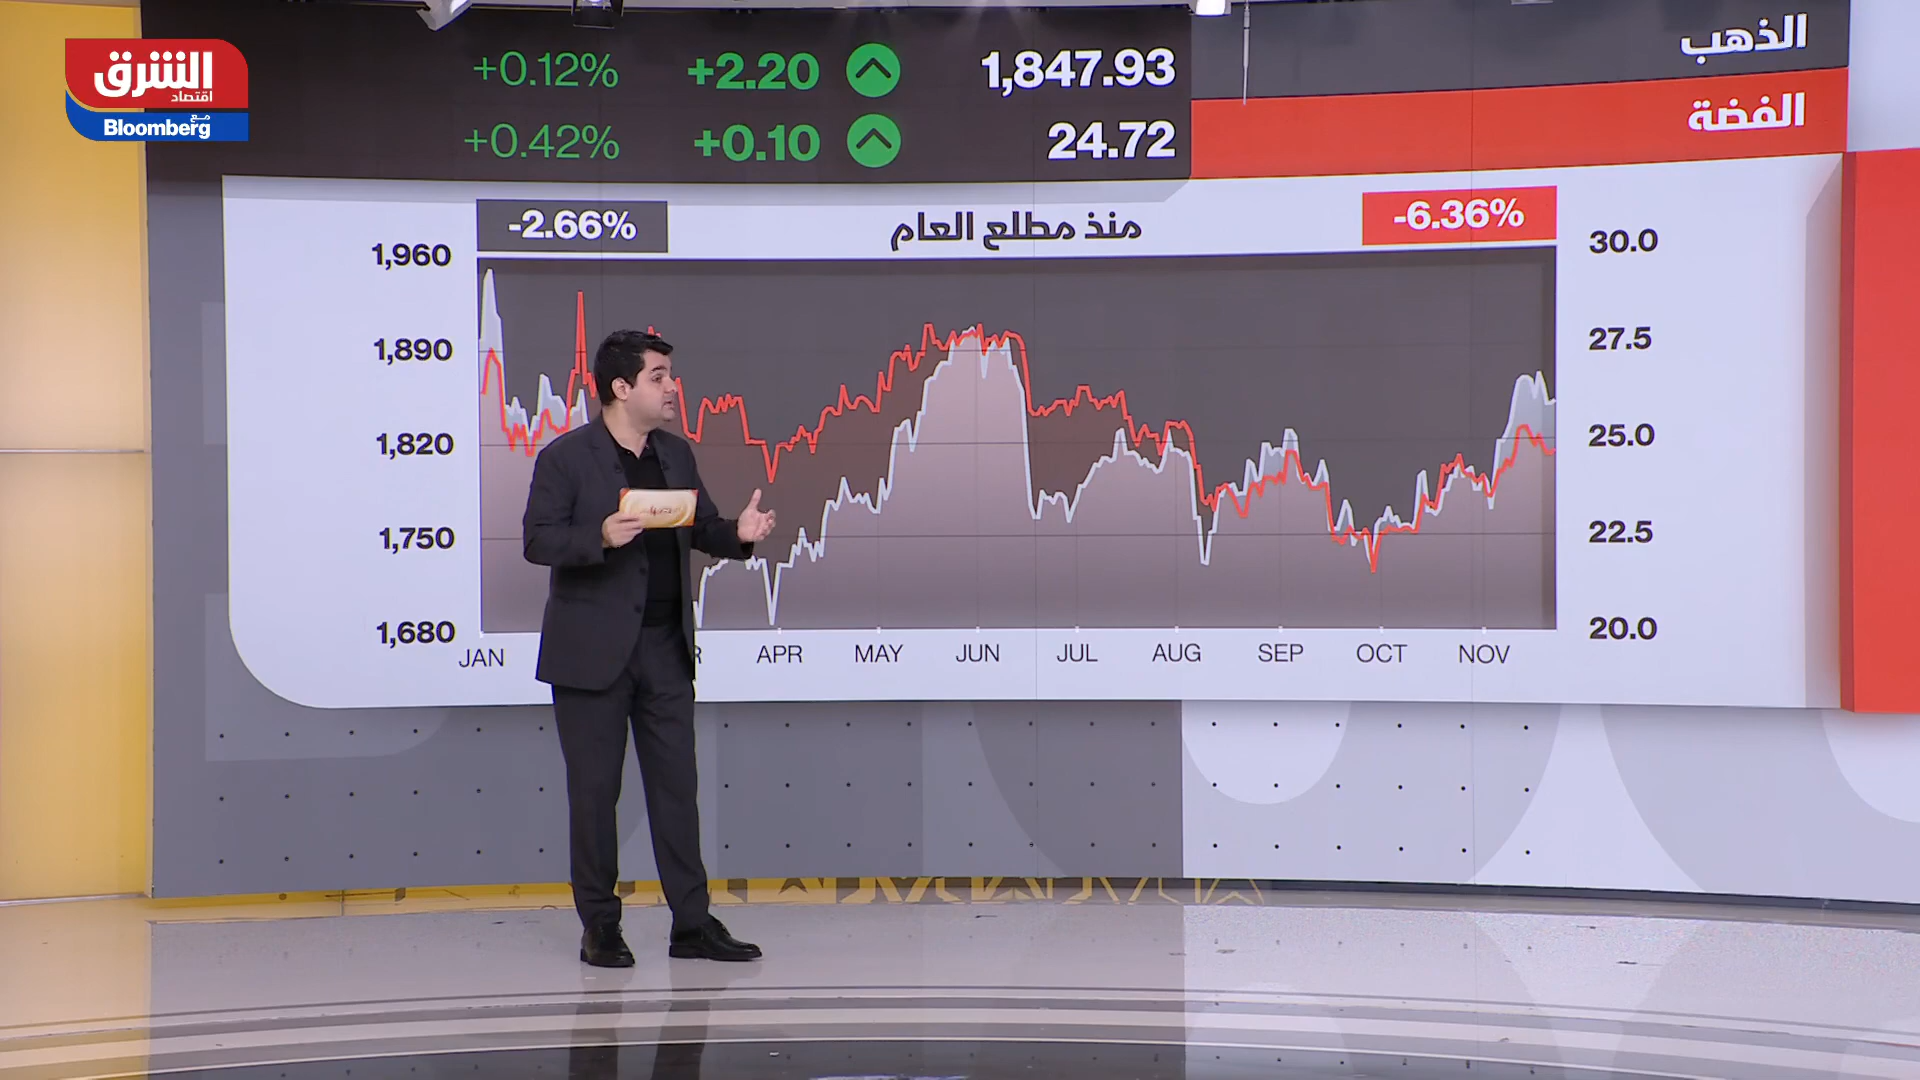 الشرق
اقتصاد
مع
Bloomberg
الذهب 1,847.93 +2.20 +0.12%
الفضة 24.72 +0.10 +0.42%
-2.66% منذ مطلع العام -6.36%
1,960 30.0
1,890 27.5
1,820 25.0
1,750 22.5
1,680 20.0
JAN APR MAY JUN JUL AUG SEP OCT NOV